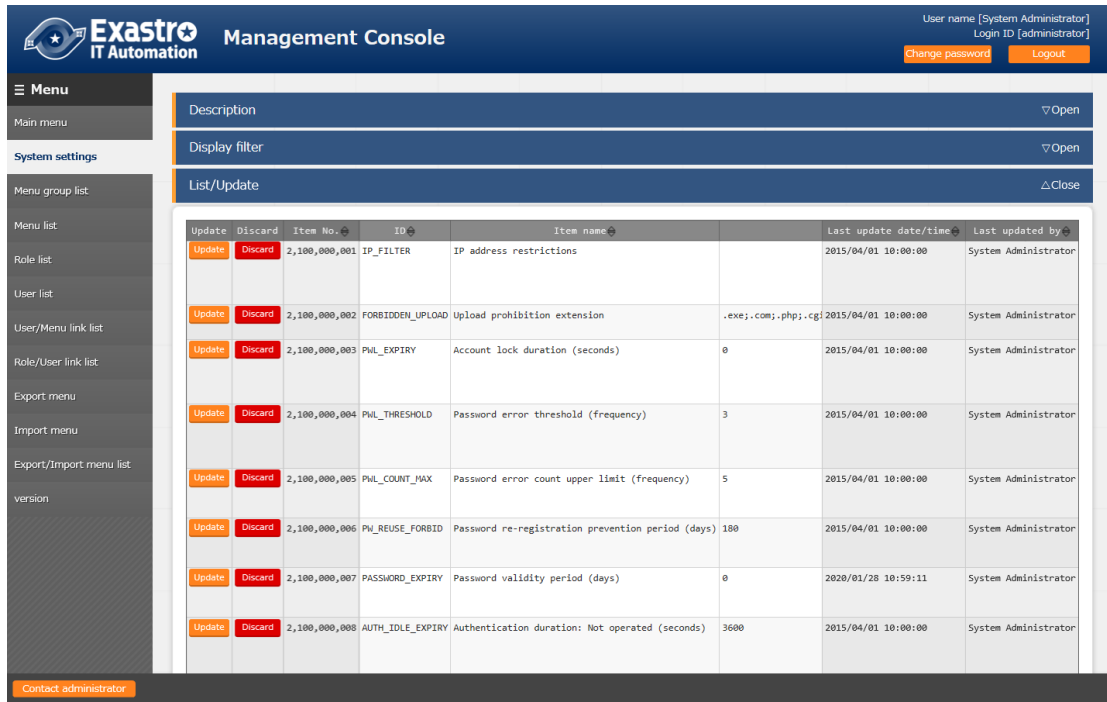 Exastro
IT Automation
Management Console
User name [System Administrator]
Login ID [administrator]
Change password
Logout
☰ Menu
Main menu
System settings
Menu group list
Menu list
Role list
User list
User/Menu link list
Role/User link list
Export menu
Import menu
Export/Import menu list
version
Description ▽Open
Display filter ▽Open
List/Update △Close
Update Discard Item No. ID Item name Last update date/time Last updated by
Update Discard 2,100,000,001 IP_FILTER IP address restrictions 2015/04/01 10:00:00 System Administrator
Update Discard 2,100,000,002 FORBIDDEN_UPLOAD Upload prohibition extension .exe;.com;.php;.cgi 2015/04/01 10:00:00 System Administrator
Update Discard 2,100,000,003 PWL_EXPIRY Account lock duration (seconds) 0 2015/04/01 10:00:00 System Administrator
Update Discard 2,100,000,004 PWL_THRESHOLD Password error threshold (frequency) 3 2015/04/01 10:00:00 System Administrator
Update Discard 2,100,000,005 PWL_COUNT_MAX Password error count upper limit (frequency) 5 2015/04/01 10:00:00 System Administrator
Update Discard 2,100,000,006 PW_REUSE_FORBID Password re-registration prevention period (days) 180 2015/04/01 10:00:00 System Administrator
Update Discard 2,100,000,007 PASSWORD_EXPIRY Password validity period (days) 0 2020/01/28 10:59:11 System Administrator
Update Discard 2,100,000,008 AUTH_IDLE_EXPIRY Authentication duration: Not operated (seconds) 3600 2015/04/01 10:00:00 System Administrator
Contact administrator